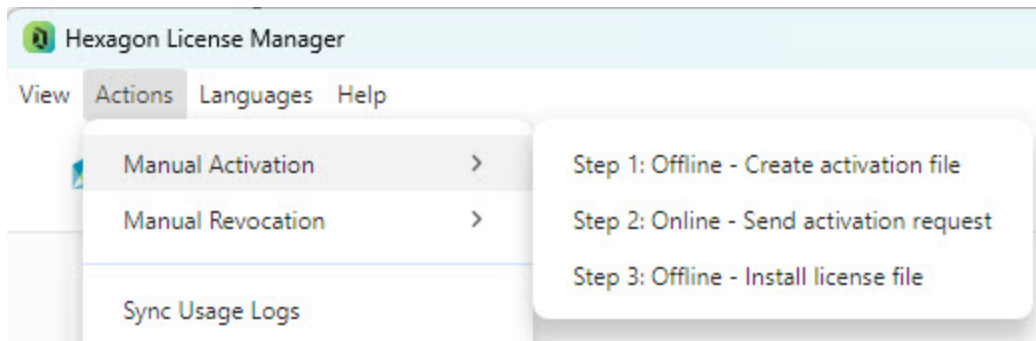 Hexagon License Manager
View Actions Languages Help
Manual Activation
Manual Revocation
Sync Usage Logs
Step 1: Offline - Create activation file
Step 2: Online - Send activation request
Step 3: Offline - Install license file